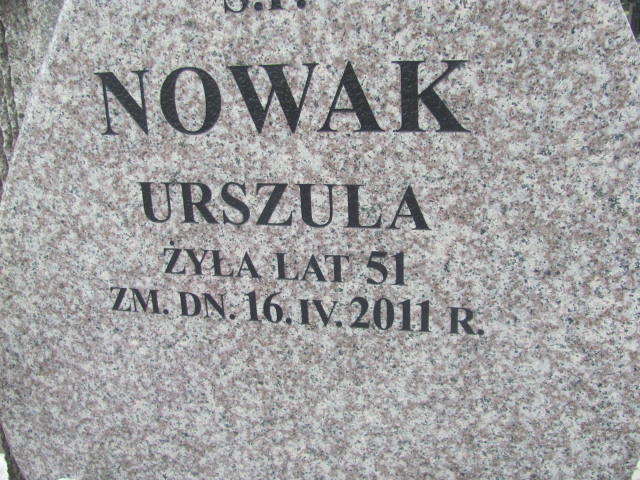 Ś.P.
NOWAK
URSZULA
ŻYŁA LAT 51
ZM. DN. 16. IV. 2011 R.